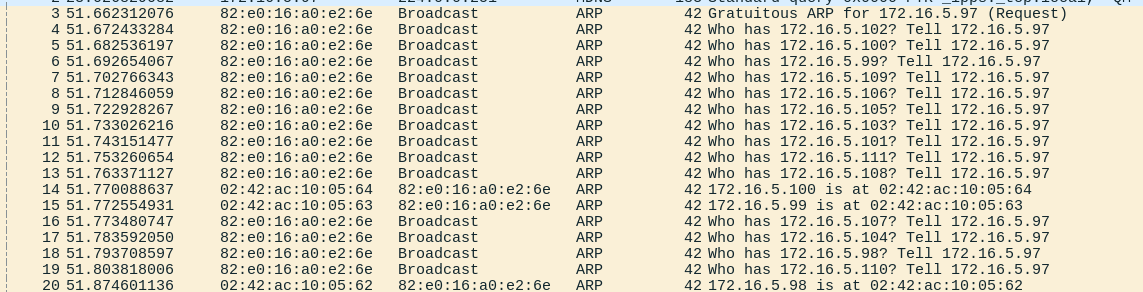 3 51.662312076 82:e0:16:a0:e2:6e Broadcast ARP 42 Gratuitous ARP for 172.16.5.97 (Request)
4 51.672433284 82:e0:16:a0:e2:6e Broadcast ARP 42 Who has 172.16.5.102? Tell 172.16.5.97
5 51.682536197 82:e0:16:a0:e2:6e Broadcast ARP 42 Who has 172.16.5.100? Tell 172.16.5.97
6 51.692654067 82:e0:16:a0:e2:6e Broadcast ARP 42 Who has 172.16.5.99? Tell 172.16.5.97
7 51.702766343 82:e0:16:a0:e2:6e Broadcast ARP 42 Who has 172.16.5.109? Tell 172.16.5.97
8 51.712846059 82:e0:16:a0:e2:6e Broadcast ARP 42 Who has 172.16.5.106? Tell 172.16.5.97
9 51.722928267 82:e0:16:a0:e2:6e Broadcast ARP 42 Who has 172.16.5.105? Tell 172.16.5.97
10 51.733026216 82:e0:16:a0:e2:6e Broadcast ARP 42 Who has 172.16.5.103? Tell 172.16.5.97
11 51.743151477 82:e0:16:a0:e2:6e Broadcast ARP 42 Who has 172.16.5.101? Tell 172.16.5.97
12 51.753260654 82:e0:16:a0:e2:6e Broadcast ARP 42 Who has 172.16.5.111? Tell 172.16.5.97
13 51.763371127 82:e0:16:a0:e2:6e Broadcast ARP 42 Who has 172.16.5.108? Tell 172.16.5.97
14 51.770088637 02:42:ac:10:05:64 82:e0:16:a0:e2:6e ARP 42 172.16.5.100 is at 02:42:ac:10:05:64
15 51.772554931 02:42:ac:10:05:63 82:e0:16:a0:e2:6e ARP 42 172.16.5.99 is at 02:42:ac:10:05:63
16 51.773480747 82:e0:16:a0:e2:6e Broadcast ARP 42 Who has 172.16.5.107? Tell 172.16.5.97
17 51.783592050 82:e0:16:a0:e2:6e Broadcast ARP 42 Who has 172.16.5.104? Tell 172.16.5.97
18 51.793708597 82:e0:16:a0:e2:6e Broadcast ARP 42 Who has 172.16.5.98? Tell 172.16.5.97
19 51.803818006 82:e0:16:a0:e2:6e Broadcast ARP 42 Who has 172.16.5.110? Tell 172.16.5.97
20 51.874601136 02:42:ac:10:05:62 82:e0:16:a0:e2:6e ARP 42 172.16.5.98 is at 02:42:ac:10:05:62